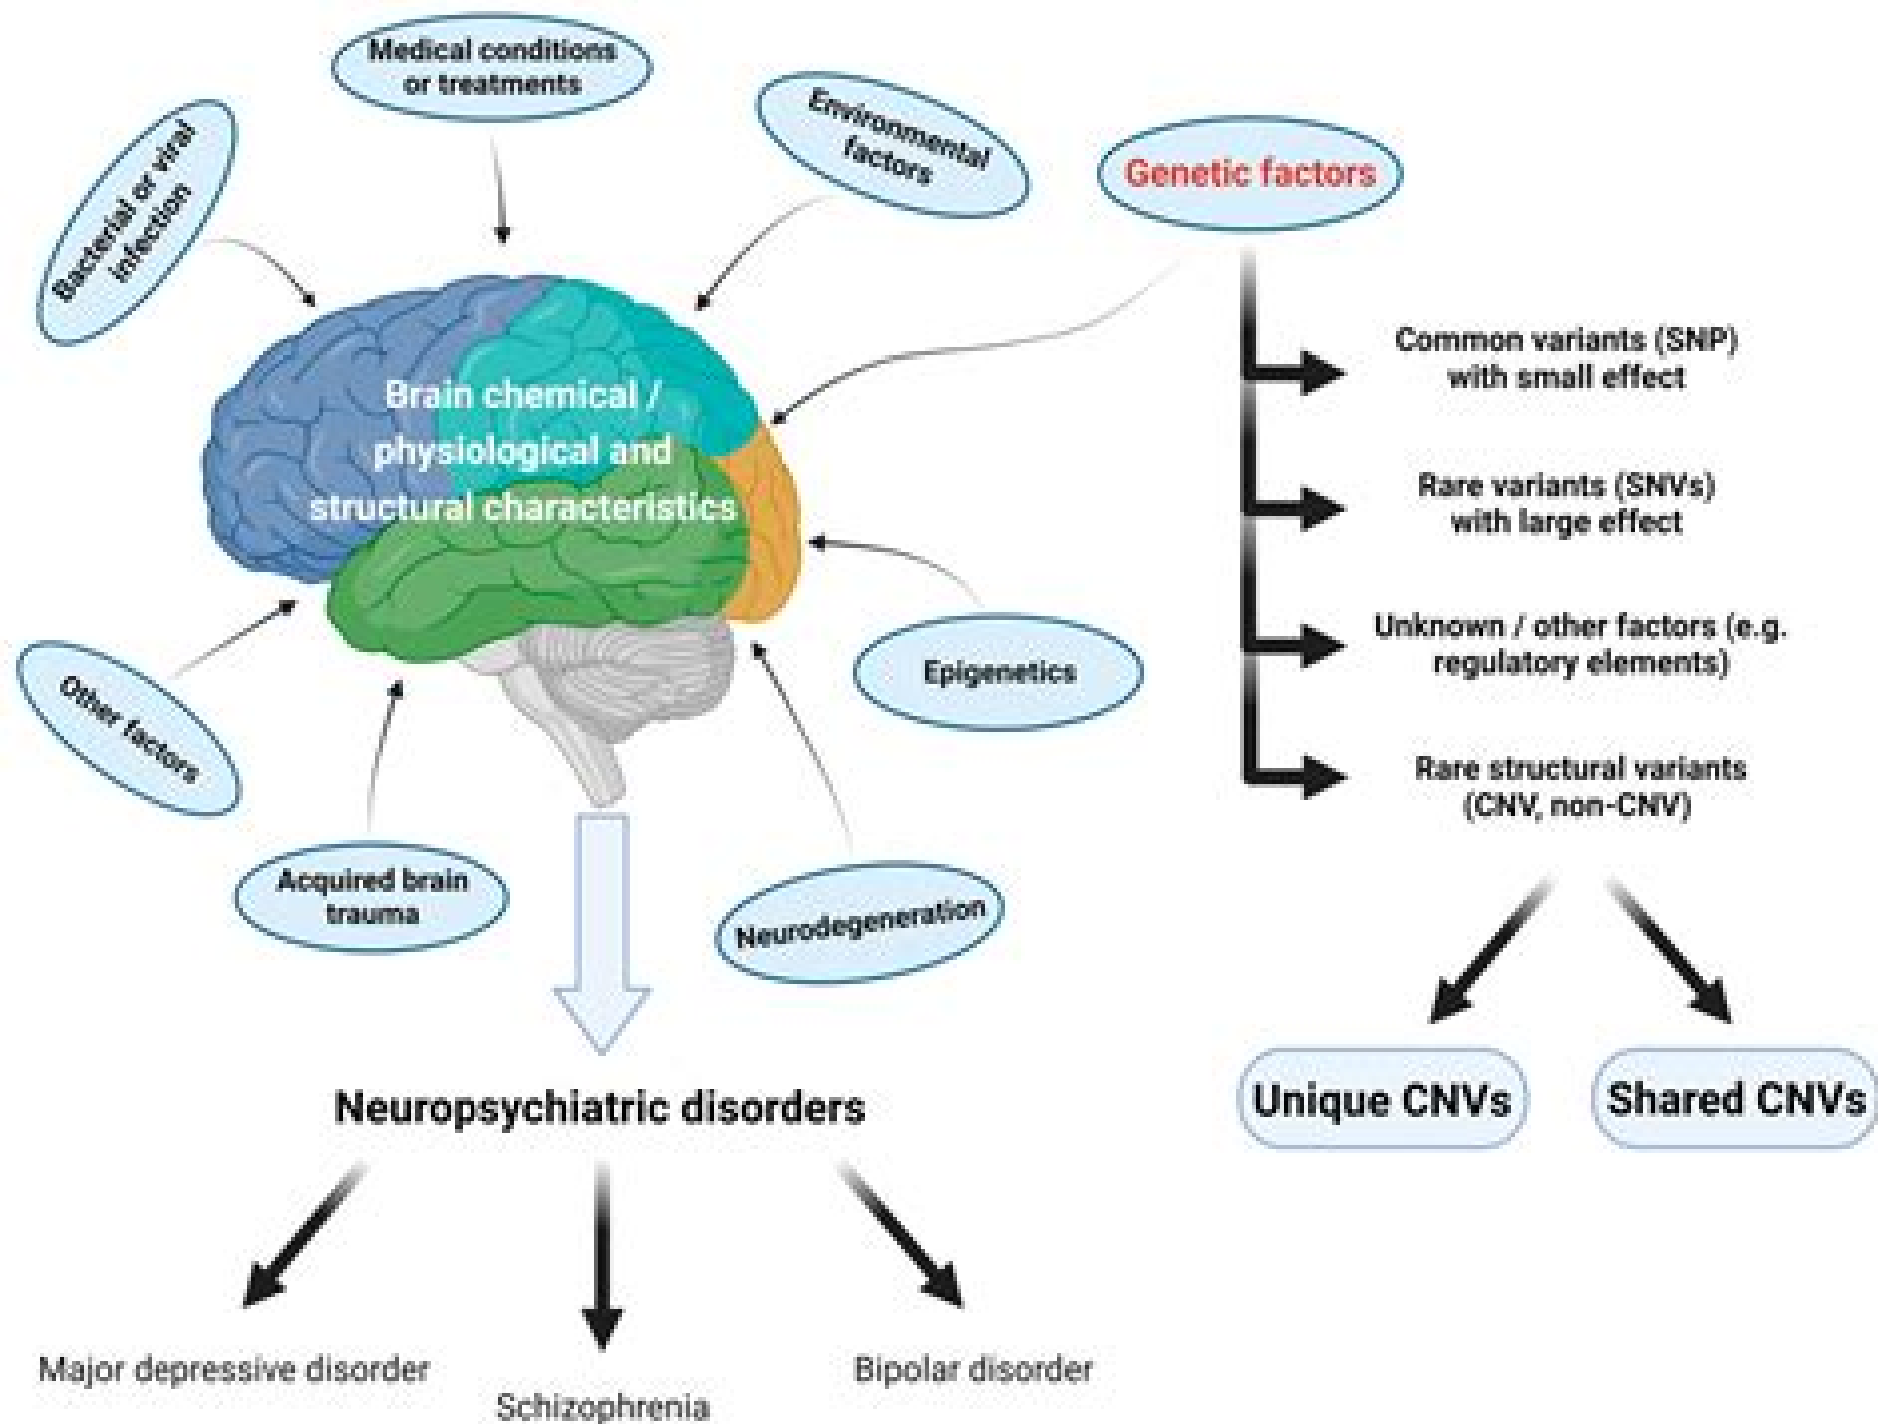 Medical conditions
or treatments
Environmental
factors
Genetic factors
Bacterial or viral
infection
Common variants (SNP)
with small effect
Brain chemical /
physiological and
structural characteristics
Rare variants (SNVs)
with large effect
Unknown / other factors (e.g.
regulatory elements)
Epigenetics
Other factors
Rare structural variants
(CNV, non-CNV)
Acquired brain
trauma
Neurodegeneration
Unique CNVs
Shared CNVs
Neuropsychiatric disorders
Major depressive disorder
Schizophrenia
Bipolar disorder